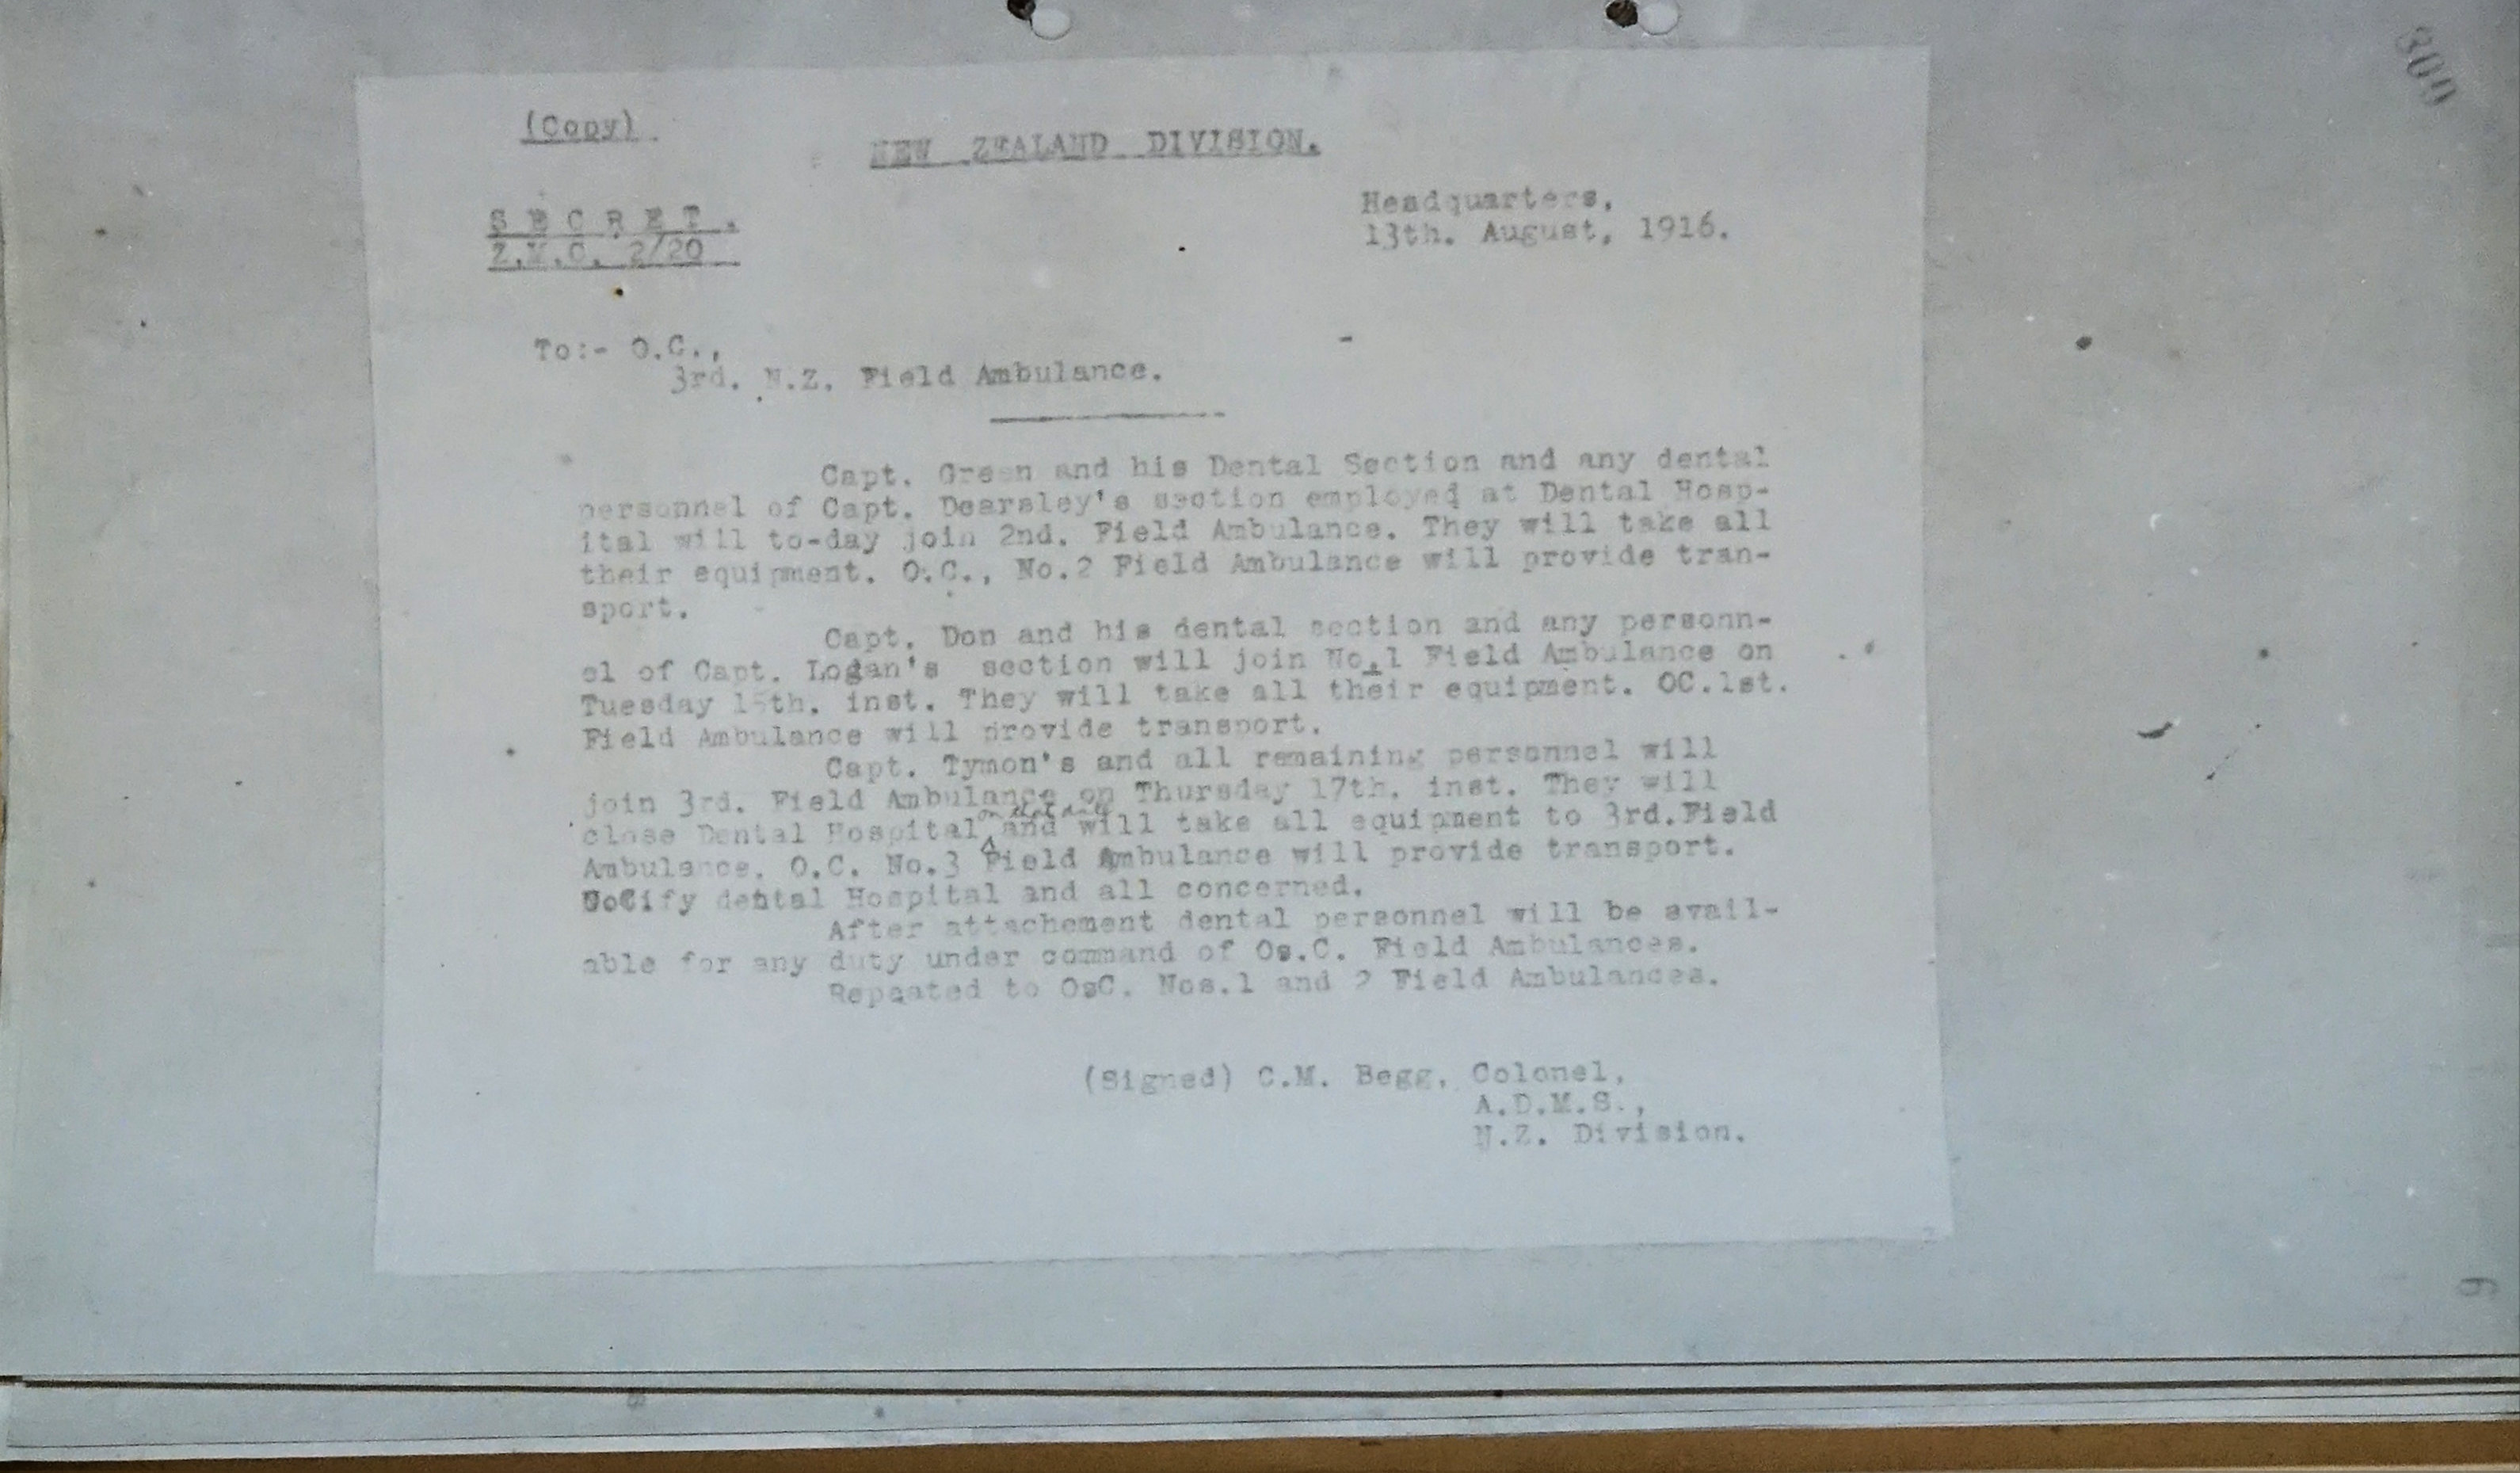 300
(Copy).
NEW ZEALAND DIVISION.
Headquarters,
13th. August, 1916.
S E C R E T.
Z.M.C. 2/20
To:- O.C.,
3rd. N.Z. Field Ambulance.
Capt. Green and his Dental Section and any dental
personnel of Capt. Dearsley's section employed at Dental Hosp-
ital will to-day join 2nd. Field Ambulance. They will take all
their equipment. O.C., No.2 Field Ambulance will provide tran-
sport.
Capt. Don and his dental section and any personn-
el of Capt. Logan's section will join No.1 Field Ambulance on
Tuesday 15th. inst. They will take all their equipment. OC.1st.
Field Ambulance will provide transport.
Capt. Tymon's and all remaining personnel will
join 3rd. Field Ambulance on Thursday 17th. inst. They will
on that date
close Dental Hospital, and will take all equipment to 3rd.Field
Ambulance. O.C. No.3 Field Ambulance will provide transport.
Notify dental Hospital and all concerned.
After attachement dental personnel will be avail-
able for any duty under command of Os.C. Field Ambulances.
Repeated to OsC. Nos.1 and 2 Field Ambulances.
(Signed) C.M. Begg, Colonel,
A.D.M.S.,
N.Z. Division.